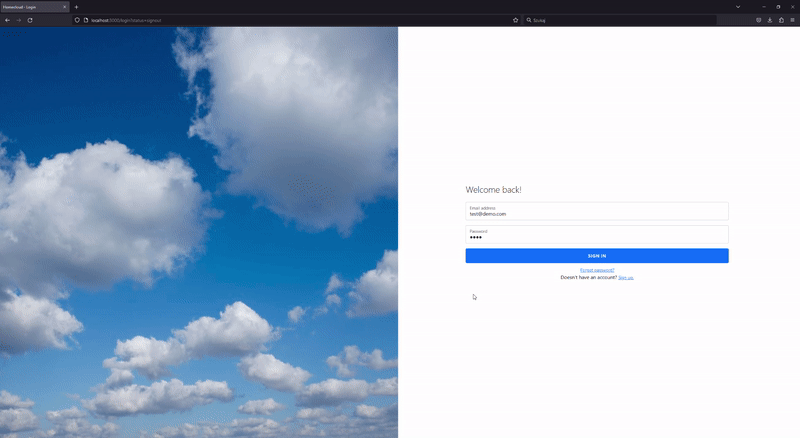 Homecloud - Login
localhost:3000/login?status=signout
Szukaj
Welcome back!
Email address
test@demo.com
Password
SIGN IN
Forgot password?
Doesn't have an account? Sign up.